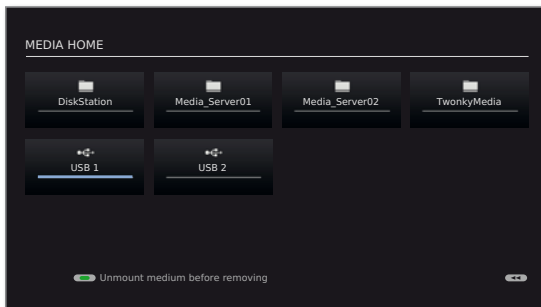 MEDIA HOME
DiskStation
Media_Server01
Media_Server02
TwonkyMedia
USB 1
USB 2
Unmount medium before removing